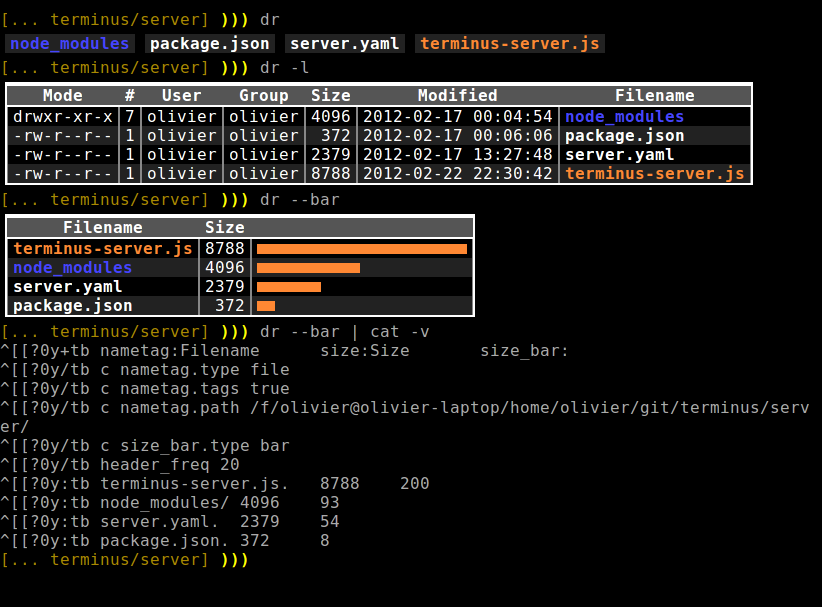 [... terminus/server] ))) dr
node_modules package.json server.yaml terminus-server.js
[... terminus/server] ))) dr -l
Mode # User Group Size Modified Filename
drwxr-xr-x 7 olivier olivier 4096 2012-02-17 00:04:54 node_modules
-rw-r--r-- 1 olivier olivier 372 2012-02-17 00:06:06 package.json
-rw-r--r-- 1 olivier olivier 2379 2012-02-17 13:27:48 server.yaml
-rw-r--r-- 1 olivier olivier 8788 2012-02-22 22:30:42 terminus-server.js
[... terminus/server] ))) dr --bar
Filename Size
terminus-server.js 8788
node_modules 4096
server.yaml 2379
package.json 372
[... terminus/server] ))) dr --bar | cat -v
^[[?0y+tb nametag:Filename size:Size size_bar:
^[[?0y/tb c nametag.type file
^[[?0y/tb c nametag.tags true
^[[?0y/tb c nametag.path /f/olivier@olivier-laptop/home/olivier/git/terminus/serv
er/
^[[?0y/tb c size_bar.type bar
^[[?0y/tb header_freq 20
^[[?0y:tb terminus-server.js. 8788 200
^[[?0y:tb node_modules/ 4096 93
^[[?0y:tb server.yaml. 2379 54
^[[?0y:tb package.json. 372 8
[... terminus/server] )))